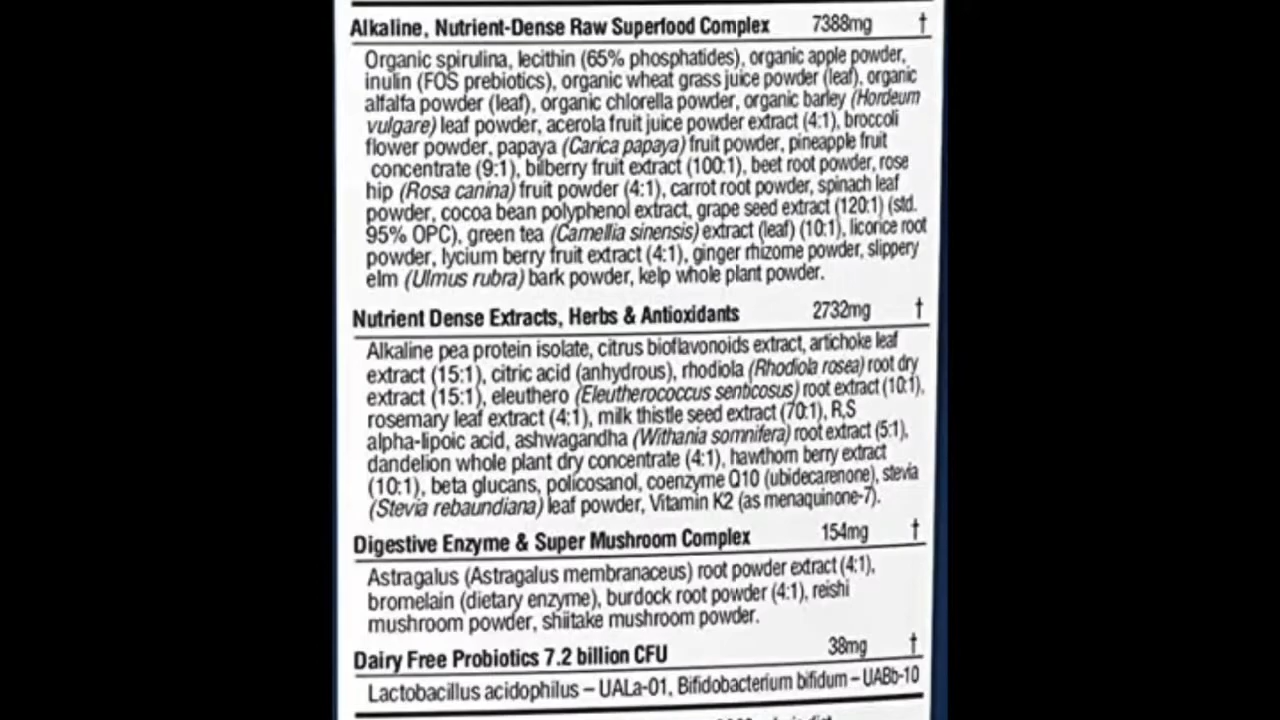 Alkaline, Nutrient-Dense Raw Superfood Complex 7388mg †
Organic spirulina, lecithin (65% phosphatides), organic apple powder,
inulin (FOS prebiotics), organic wheat grass juice powder (leaf), organic
alfalfa powder (leaf), organic chlorella powder, organic barley (Hordeum
vulgare) leaf powder, acerola fruit juice powder extract (4:1), broccoli
flower powder, papaya (Carica papaya) fruit powder, pineapple fruit
concentrate (9:1), bilberry fruit extract (100:1), beet root powder, rose
hip (Rosa canina) fruit powder (4:1), carrot root powder, spinach leaf
powder, cocoa bean polyphenol extract, grape seed extract (120:1) (std.
95% OPC), green tea (Camellia sinensis) extract (leaf) (10:1), licorice root
powder, lycium berry fruit extract (4:1), ginger rhizome powder, slippery
elm (Ulmus rubra) bark powder, kelp whole plant powder.
Nutrient Dense Extracts, Herbs & Antioxidants 2732mg †
Alkaline pea protein isolate, citrus bioflavonoids extract, artichoke leaf
extract (15:1), citric acid (anhydrous), rhodiola (Rhodiola rosea) root dry
extract (15:1), eleuthero (Eleutherococcus senticosus) root extract (10:1),
rosemary leaf extract (4:1), milk thistle seed extract (70:1), R,S
alpha-lipoic acid, ashwagandha (Withania somnifera) root extract (5:1),
dandelion whole plant dry concentrate (4:1), hawthorn berry extract
(10:1), beta glucans, policosanol, coenzyme Q10 (ubidecarenone), stevia
(Stevia rebaundiana) leaf powder, Vitamin K2 (as menaquinone-7).
Digestive Enzyme & Super Mushroom Complex 154mg †
Astragalus (Astragalus membranaceus) root powder extract (4:1),
bromelain (dietary enzyme), burdock root powder (4:1), reishi
mushroom powder, shiitake mushroom powder.
Dairy Free Probiotics 7.2 billion CFU 38mg †
Lactobacillus acidophilus – UALa-01, Bifidobacterium bifidum – UABb-10